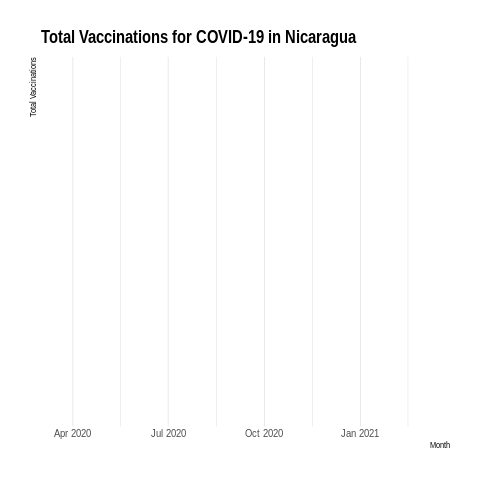 Total Vaccinations for COVID-19 in Nicaragua
Total Vaccinations
Apr 2020
Jul 2020
Oct 2020
Jan 2021
Month